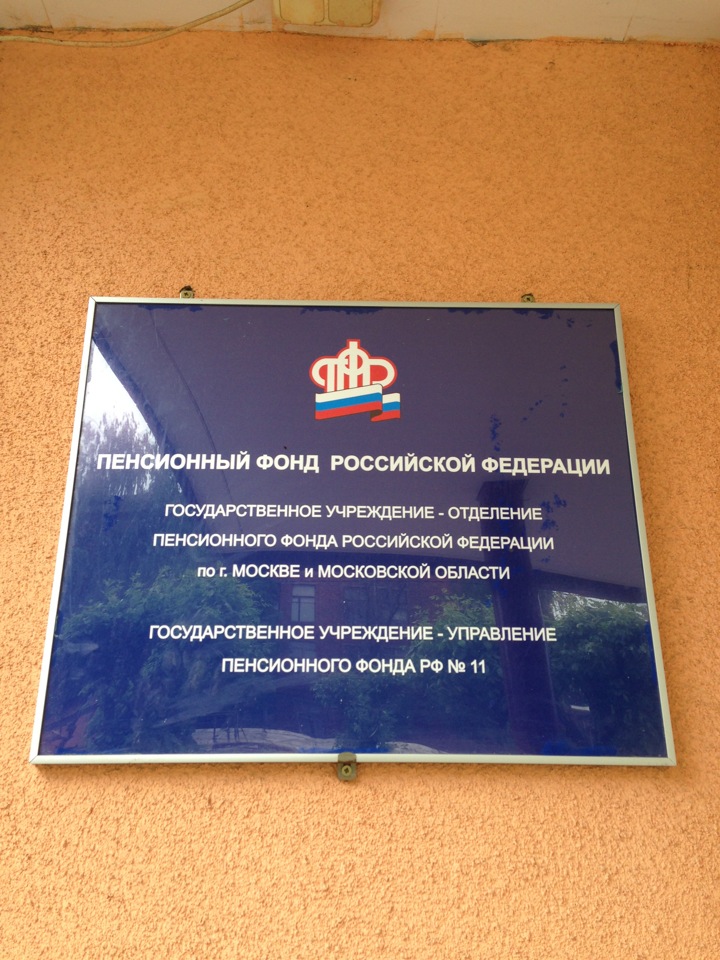 ПФР
ПЕНСИОННЫЙ ФОНД РОССИЙСКОЙ ФЕДЕРАЦИИ
ГОСУДАРСТВЕННОЕ УЧРЕЖДЕНИЕ - ОТДЕЛЕНИЕ
ПЕНСИОННОГО ФОНДА РОССИЙСКОЙ ФЕДЕРАЦИИ
по г. МОСКВЕ и МОСКОВСКОЙ ОБЛАСТИ
ГОСУДАРСТВЕННОЕ УЧРЕЖДЕНИЕ - УПРАВЛЕНИЕ
ПЕНСИОННОГО ФОНДА РФ № 11